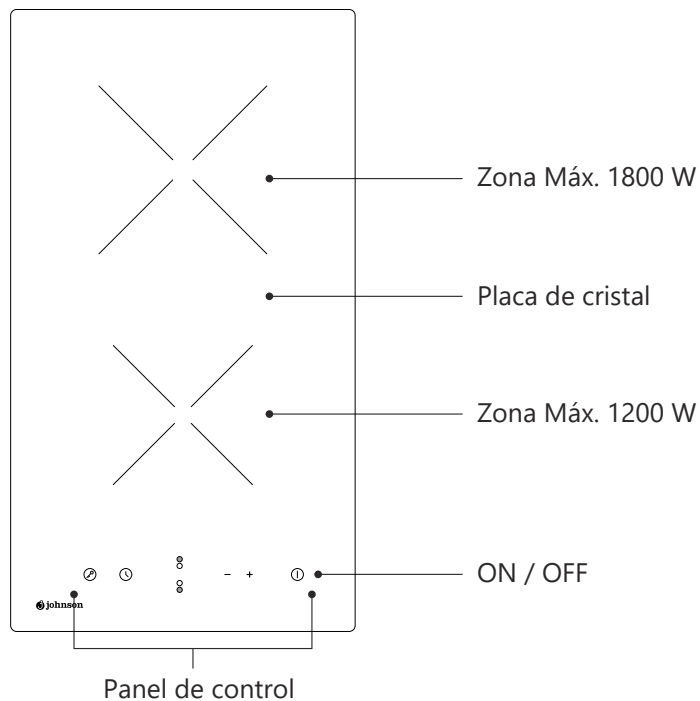 Zona Máx. 1800 W
Placa de cristal
Zona Máx. 1200 W
ON / OFF
johnson
Panel de control